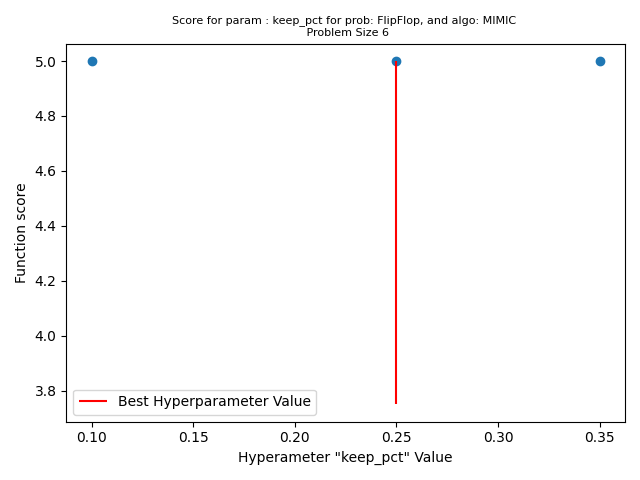 Score for param : keep_pct for prob: FlipFlop, and algo: MIMIC
Problem Size 6
5.0
4.8
4.6
4.4
4.2
4.0
3.8
Function score
Best Hyperparameter Value
0.10 0.15 0.20 0.25 0.30 0.35
Hyperameter "keep_pct" Value